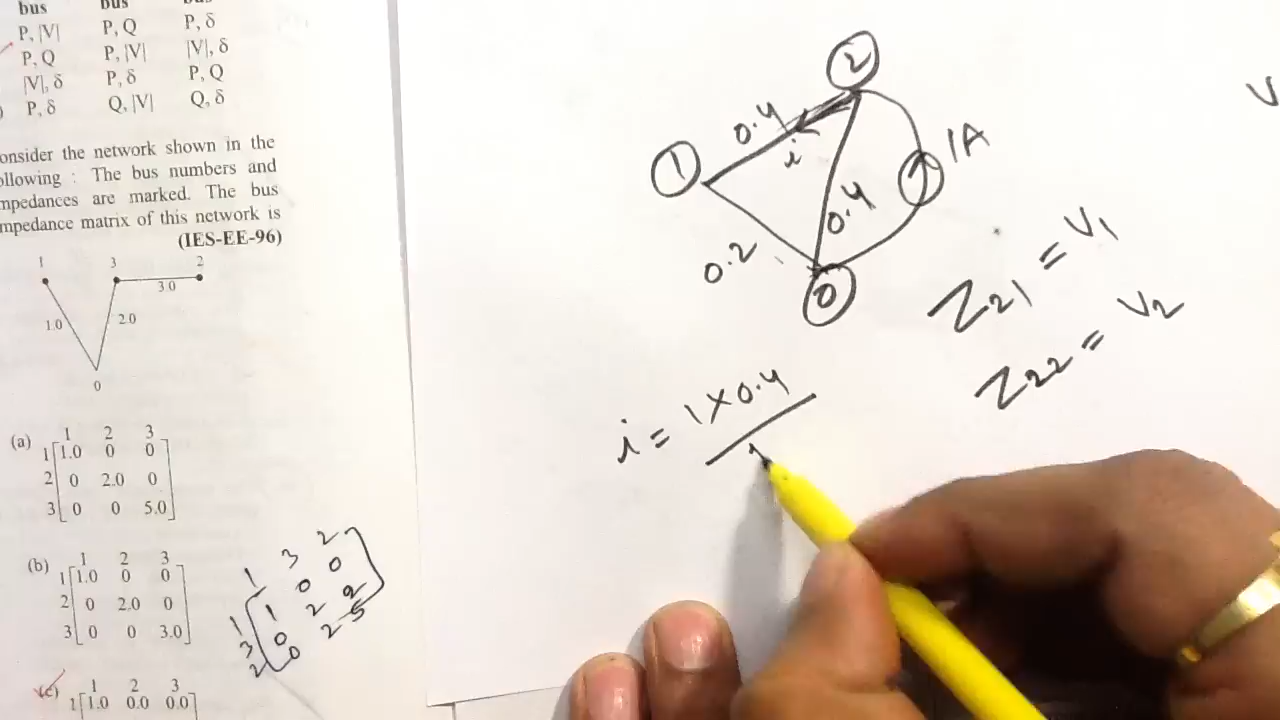 bus bus bus
P, |V| P, Q P, δ
P, Q P, |V| |V|, δ
|V|, δ P, δ P, Q
) P, δ Q, |V| Q, δ
onsider the network shown in the
ollowing : The bus numbers and
mpedances are marked. The bus
mpedance matrix of this network is
(IES-EE-96)
1 3 2
3.0
1.0 2.0
0
(a) 1 2 3
1 1.0 0 0
2 0 2.0 0
3 0 0 5.0
(b) 1 2 3
1 1.0 0 0
2 0 2.0 0
3 0 0 3.0
(c) 1 2 3
1 1.0 0.0 0.0
1 3 2
1 1 0 0
3 0 2 2
2 0 2 5
2
0.4
1
i
1A
0.4
0.2
0
Z21 = V1
Z22 = V2
i = 1×0.4
1
V